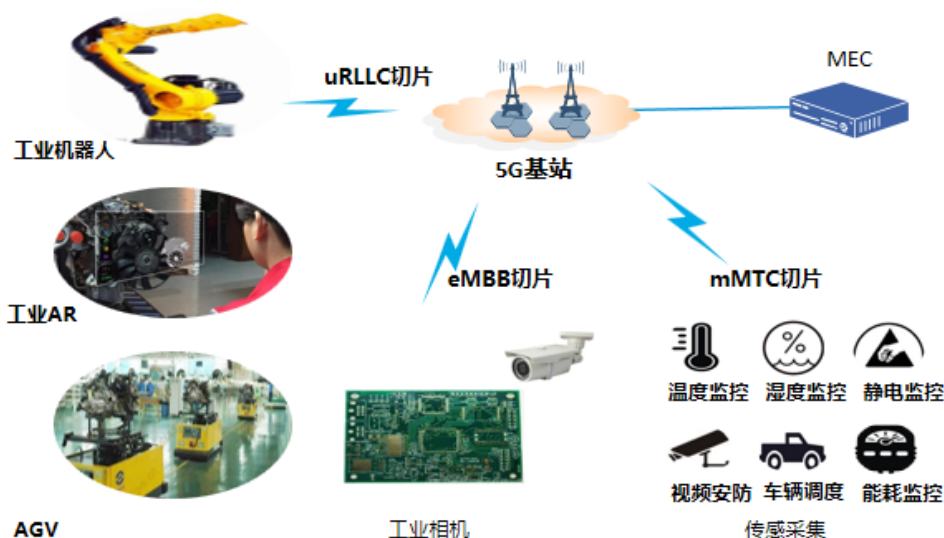 MEC
uRLLC切片
工业机器人
5G基站
eMBB切片
mMTC切片
工业AR
温度监控 湿度监控 静电监控
视频安防 车辆调度 能耗监控
AGV 工业相机 传感采集